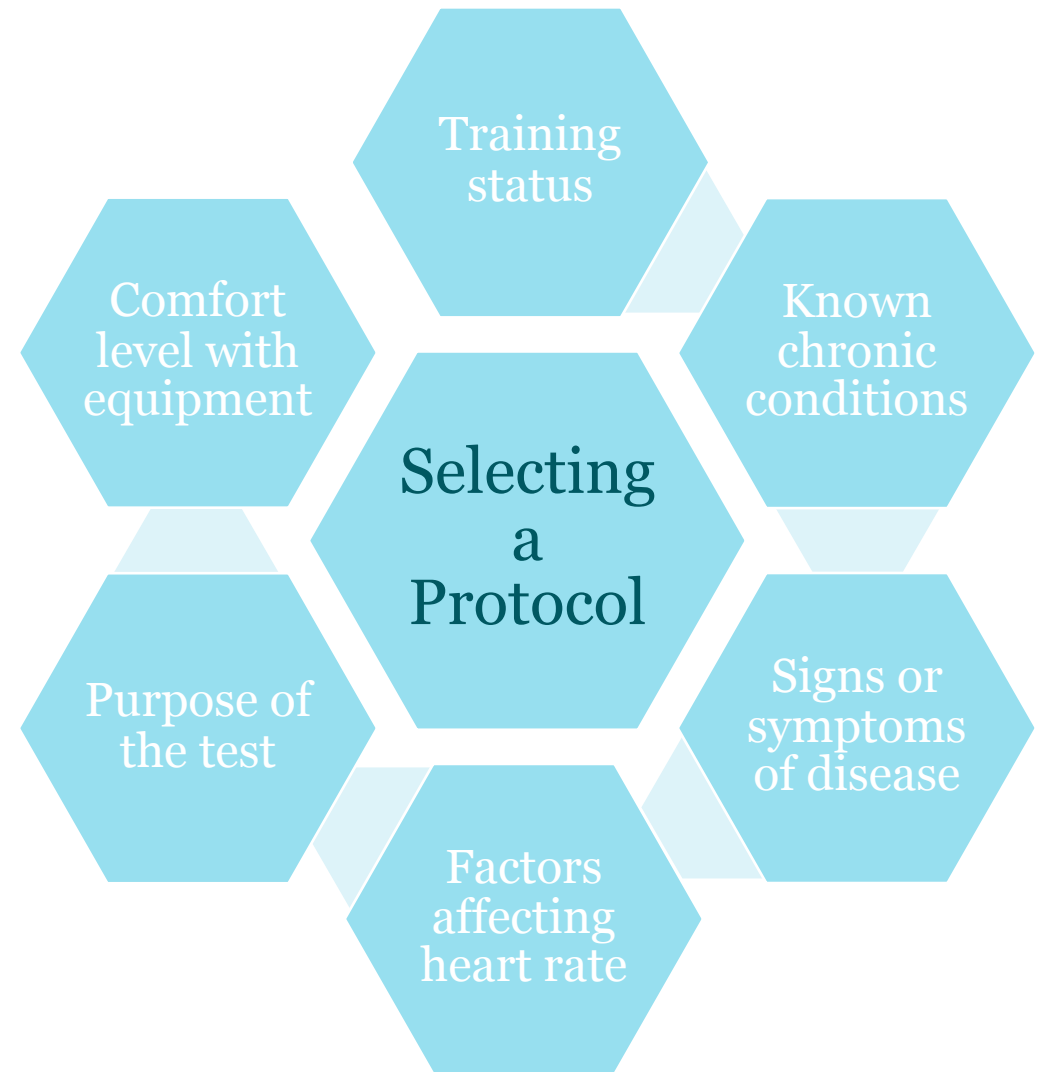 Training
status
Known
chronic
conditions
Signs or
symptoms
of disease
Factors
affecting
heart rate
Purpose of
the test
Comfort
level with
equipment
Selecting
a
Protocol